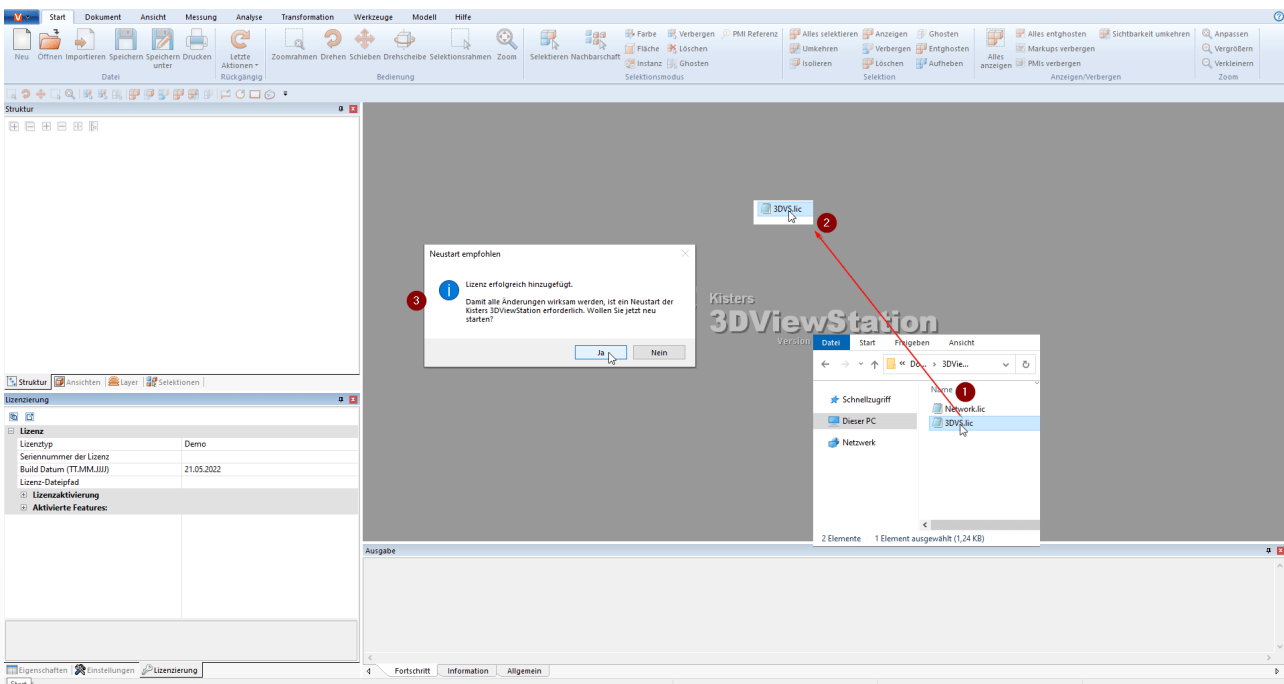 V
Start Dokument Ansicht Messung Analyse Transformation Werkzeuge Modell Hilfe
Neu Öffnen Importieren Speichern Speichern unter Drucken
Datei
Letzte Aktionen
Rückgängig
Zoomrahmen Drehen Schieben Drehscheibe Selektionsrahmen Zoom
Bedienung
Selektieren Nachbarschaft
Farbe Verbergen PMI Referenz
Fläche Löschen
Instanz Ghosten
Selektionsmodus
Alles selektieren Anzeigen Ghosten
Umkehren Verbergen Entghosten
Isolieren Löschen Aufheben
Selektion
Alles anzeigen
Alles entghosten Sichtbarkeit umkehren
Markups verbergen
PMIs verbergen
Anzeigen/Verbergen
Anpassen
Vergrößern
Verkleinern
Zoom
Struktur
3DVS.lic
2
Neustart empfohlen
3
Lizenz erfolgreich hinzugefügt.
Damit alle Änderungen wirksam werden, ist ein Neustart der
Kisters 3DViewStation erforderlich. Wollen Sie jetzt neu
starten?
Ja Nein
Kisters
3DViewStation
Version
Datei Start Freigeben Ansicht
« Do... › 3DVie...
Schnellzugriff
Dieser PC
Netzwerk
Name
1
Network.lic
3DVS.lic
2 Elemente 1 Element ausgewählt (1,24 KB)
Struktur Ansichten Layer Selektionen
Lizenzierung
Lizenz
Lizenztyp Demo
Seriennummer der Lizenz
Build Datum (TT.MM.JJJJ) 21.05.2022
Lizenz-Dateipfad
Lizenzaktivierung
Aktivierte Features:
Ausgabe
Eigenschaften Einstellungen Lizenzierung
Fortschritt Information Allgemein
Start